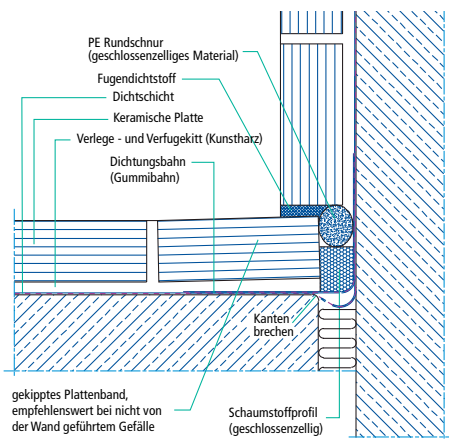 PE Rundschnur
(geschlossenzelliges Material)
Fugendichtstoff
Dichtschicht
Keramische Platte
Verlege - und Verfugekitt (Kunstharz)
Dichtungsbahn
(Gummibahn)
Kanten
brechen
gekipptes Plattenband,
empfehlenswert bei nicht von
der Wand geführtem Gefälle
Schaumstoffprofil
(geschlossenzellig)